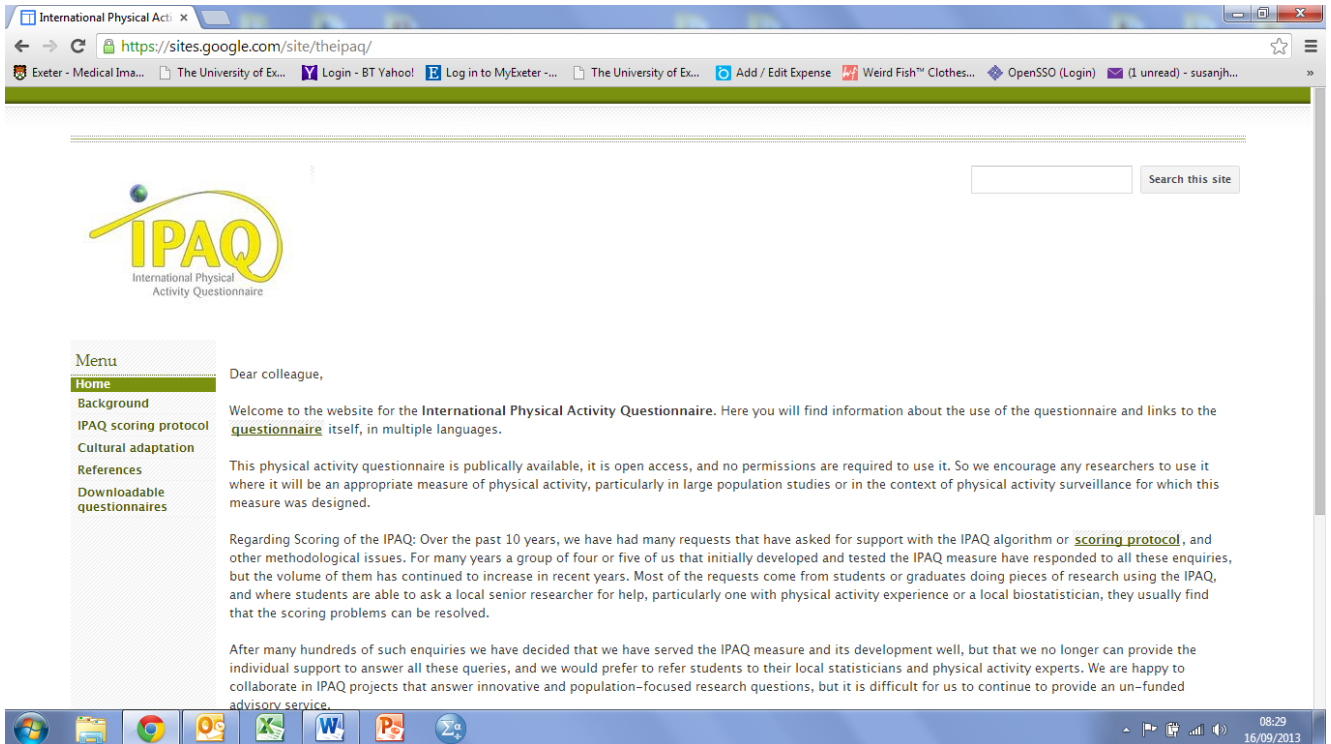 International Physical Acti
https://sites.google.com/site/theipaq/
Exeter - Medical Ima... The University of Ex... Login - BT Yahoo! Log in to MyExeter -... The University of Ex... Add / Edit Expense Weird Fish™ Clothes... OpenSSO (Login) (1 unread) - susanjh... »
Search this site
IPAQ
International Physical
Activity Questionnaire
Menu
Home
Background
IPAQ scoring protocol
Cultural adaptation
References
Downloadable
questionnaires
Dear colleague,
Welcome to the website for the International Physical Activity Questionnaire. Here you will find information about the use of the questionnaire and links to the
questionnaire itself, in multiple languages.
This physical activity questionnaire is publically available, it is open access, and no permissions are required to use it. So we encourage any researchers to use it
where it will be an appropriate measure of physical activity, particularly in large population studies or in the context of physical activity surveillance for which this
measure was designed.
Regarding Scoring of the IPAQ: Over the past 10 years, we have had many requests that have asked for support with the IPAQ algorithm or scoring protocol, and
other methodological issues. For many years a group of four or five of us that initially developed and tested the IPAQ measure have responded to all these enquiries,
but the volume of them has continued to increase in recent years. Most of the requests come from students or graduates doing pieces of research using the IPAQ,
and where students are able to ask a local senior researcher for help, particularly one with physical activity experience or a local biostatistician, they usually find
that the scoring problems can be resolved.
After many hundreds of such enquiries we have decided that we have served the IPAQ measure and its development well, but that we no longer can provide the
individual support to answer all these queries, and we would prefer to refer students to their local statisticians and physical activity experts. We are happy to
collaborate in IPAQ projects that answer innovative and population-focused research questions, but it is difficult for us to continue to provide an un-funded
advisory service.
08:29
16/09/2013